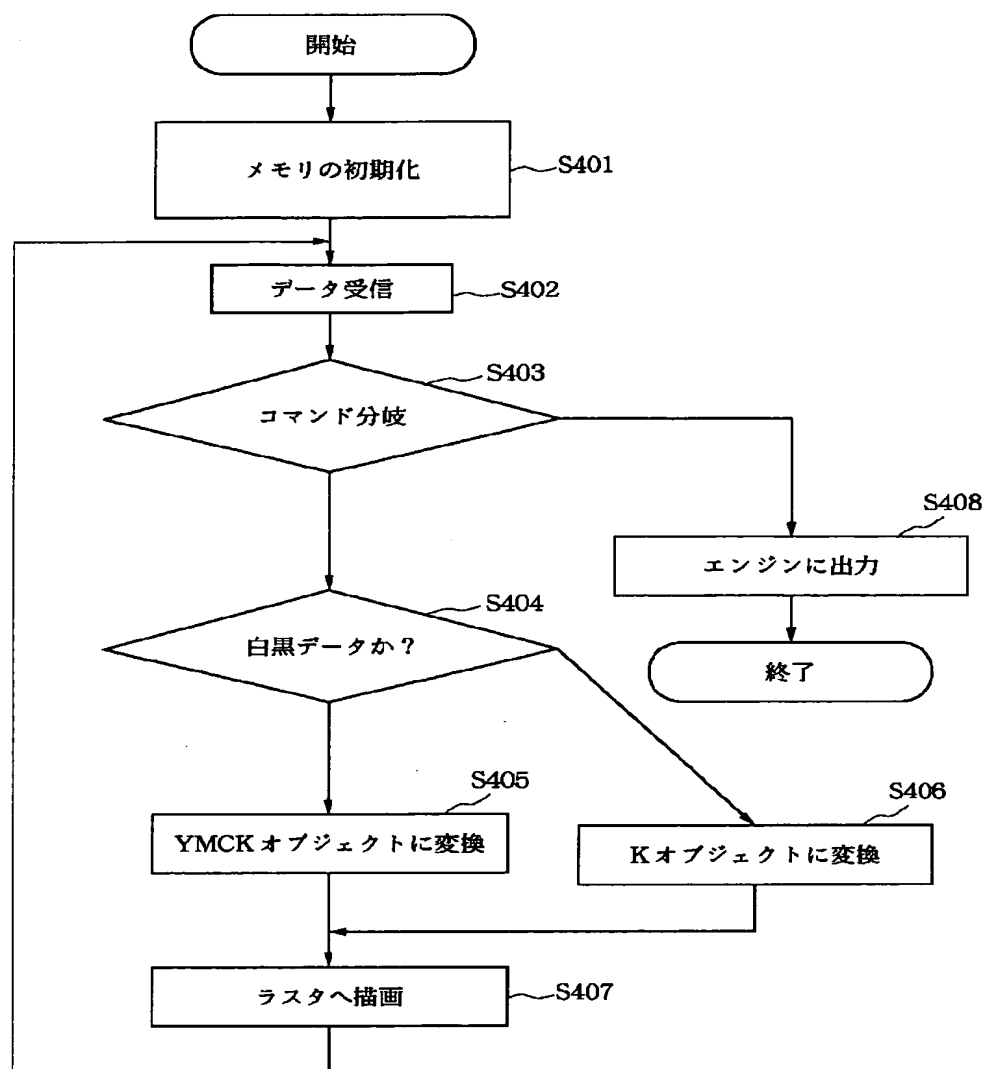 開始
メモリの初期化
S401
データ受信
S402
S403
コマンド分岐
S408
エンジンに出力
S404
白黒データか？
終了
S405
YMCKオブジェクトに変換
S406
Kオブジェクトに変換
ラスタへ描画
S407